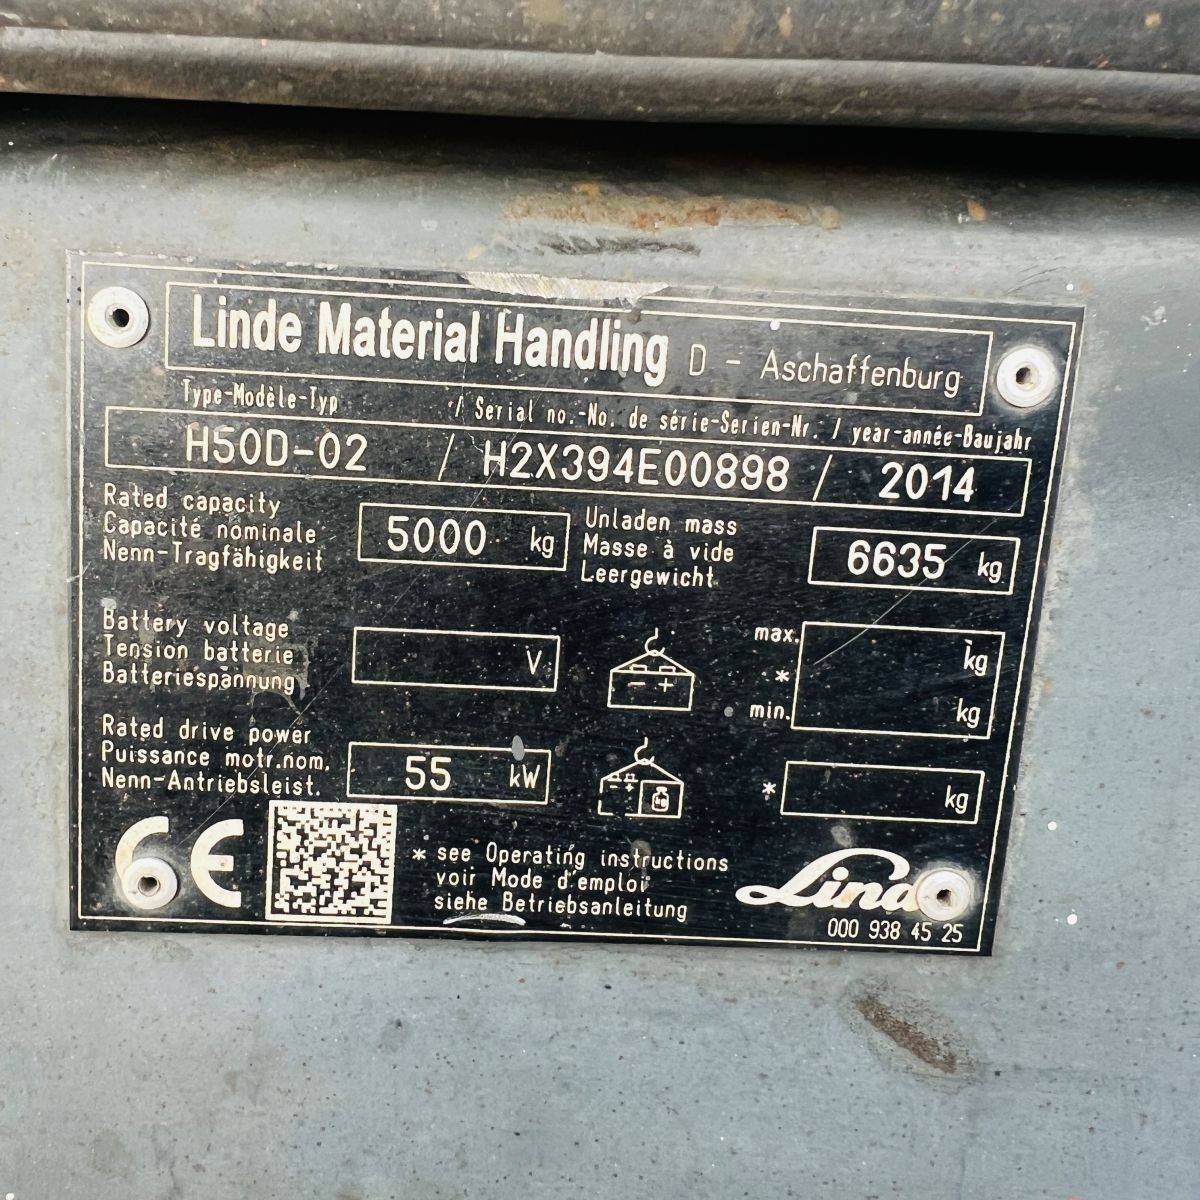 Linde Material Handling D - Aschaffenburg
Type-Modèle-Typ / Serial no.-No. de série-Serien-Nr. / year-année-Baujahr
H50D-02 / H2X394E00898 / 2014
Rated capacity
Capacité nominale
Nenn-Tragfähigkeit
5000 kg
Unladen mass
Masse à vide
Leergewicht
6635 kg
Battery voltage
Tension batterie
Batteriespannung
V
- +
max. kg
*
min. kg
Rated drive power
Puissance motr.nom.
Nenn-Antriebsleist.
55 kW
- +
kg
* kg
CE
* see Operating instructions
voir Mode d'emploi
siehe Betriebsanleitung
Linde
000 938 45 25